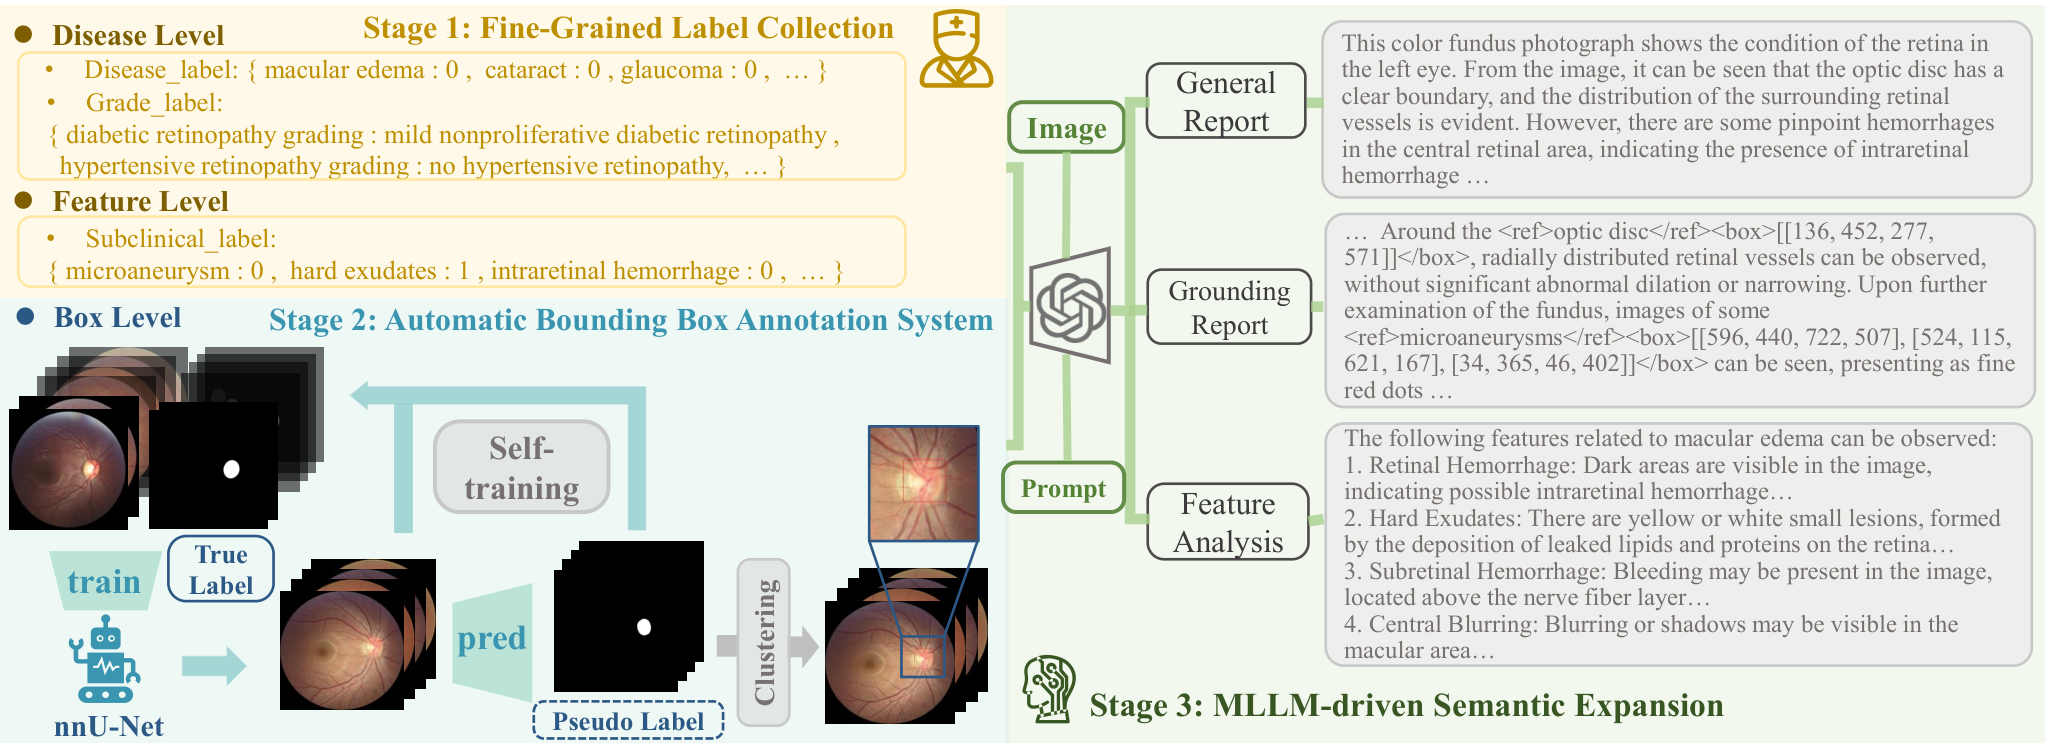 Stage 1: Fine-Grained Label Collection
● Disease Level
• Disease_label: { macular edema : 0 , cataract : 0 , glaucoma : 0 , … }
• Grade_label:
{ diabetic retinopathy grading : mild nonproliferative diabetic retinopathy ,
hypertensive retinopathy grading : no hypertensive retinopathy, … }
● Feature Level
• Subclinical_label:
{ microaneurysm : 0 , hard exudates : 1 , intraretinal hemorrhage : 0 , … }
● Box Level
Stage 2: Automatic Bounding Box Annotation System
Self-
training
True
Label
train
nnU-Net
pred
Pseudo Label
Clustering
Image
Prompt
General
Report
This color fundus photograph shows the condition of the retina in
the left eye. From the image, it can be seen that the optic disc has a
clear boundary, and the distribution of the surrounding retinal
vessels is evident. However, there are some pinpoint hemorrhages
in the central retinal area, indicating the presence of intraretinal
hemorrhage …
Grounding
Report
… Around the <ref>optic disc</ref><box>[[136, 452, 277,
571]]</box>, radially distributed retinal vessels can be observed,
without significant abnormal dilation or narrowing. Upon further
examination of the fundus, images of some
<ref>microaneurysms</ref><box>[[596, 440, 722, 507], [524, 115,
621, 167], [34, 365, 46, 402]]</box> can be seen, presenting as fine
red dots …
Feature
Analysis
The following features related to macular edema can be observed:
1. Retinal Hemorrhage: Dark areas are visible in the image,
indicating possible intraretinal hemorrhage…
2. Hard Exudates: There are yellow or white small lesions, formed
by the deposition of leaked lipids and proteins on the retina…
3. Subretinal Hemorrhage: Bleeding may be present in the image,
located above the nerve fiber layer…
4. Central Blurring: Blurring or shadows may be visible in the
macular area…
Stage 3: MLLM-driven Semantic Expansion